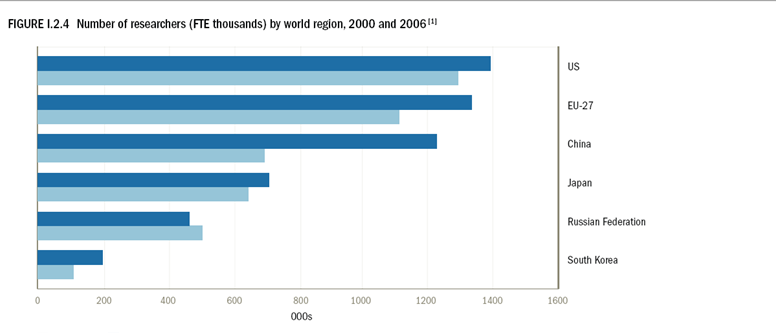 FIGURE I.2.4 Number of researchers (FTE thousands) by world region, 2000 and 2006 [1]
US
EU-27
China
Japan
Russian Federation
South Korea
0 200 400 600 800 1000 1200 1400 1600
000s